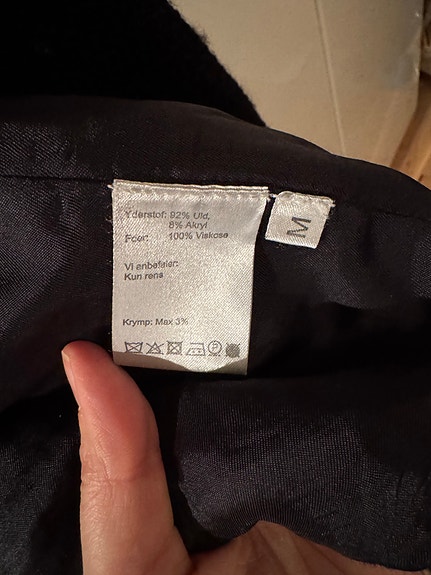 Yderstof: 92% Uld,
8% Akryl
Foer: 100% Viskose
Vi anbefaler:
Kun rens
Krymp: Max 3%
M